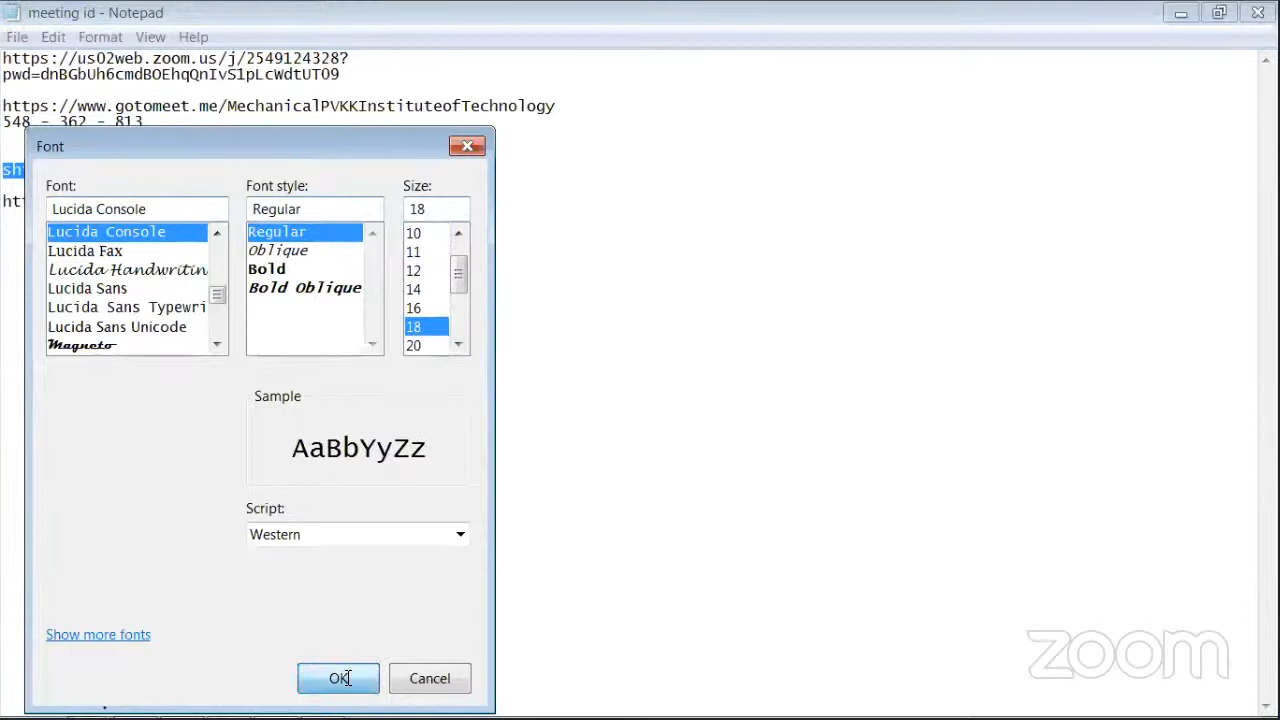 meeting id - Notepad
File Edit Format View Help
https://us02web.zoom.us/j/2549124328?
pwd=dnBGbUh6cmdBOEhqQnIvS1pLcWdtUT09
https://www.gotomeet.me/MechanicalPVKKInstituteofTechnology
548 - 362 - 813
Font
Font: Font style: Size:
Lucida Console Regular 18
Lucida Console Regular 10
Lucida Fax Oblique 11
Lucida Handwritin Bold 12
Lucida Sans Bold Oblique 14
Lucida Sans Typewri 16
Lucida Sans Unicode 18
Magneto 20
Sample
AaBbYyZz
Script:
Western
Show more fonts
OK Cancel
zoom